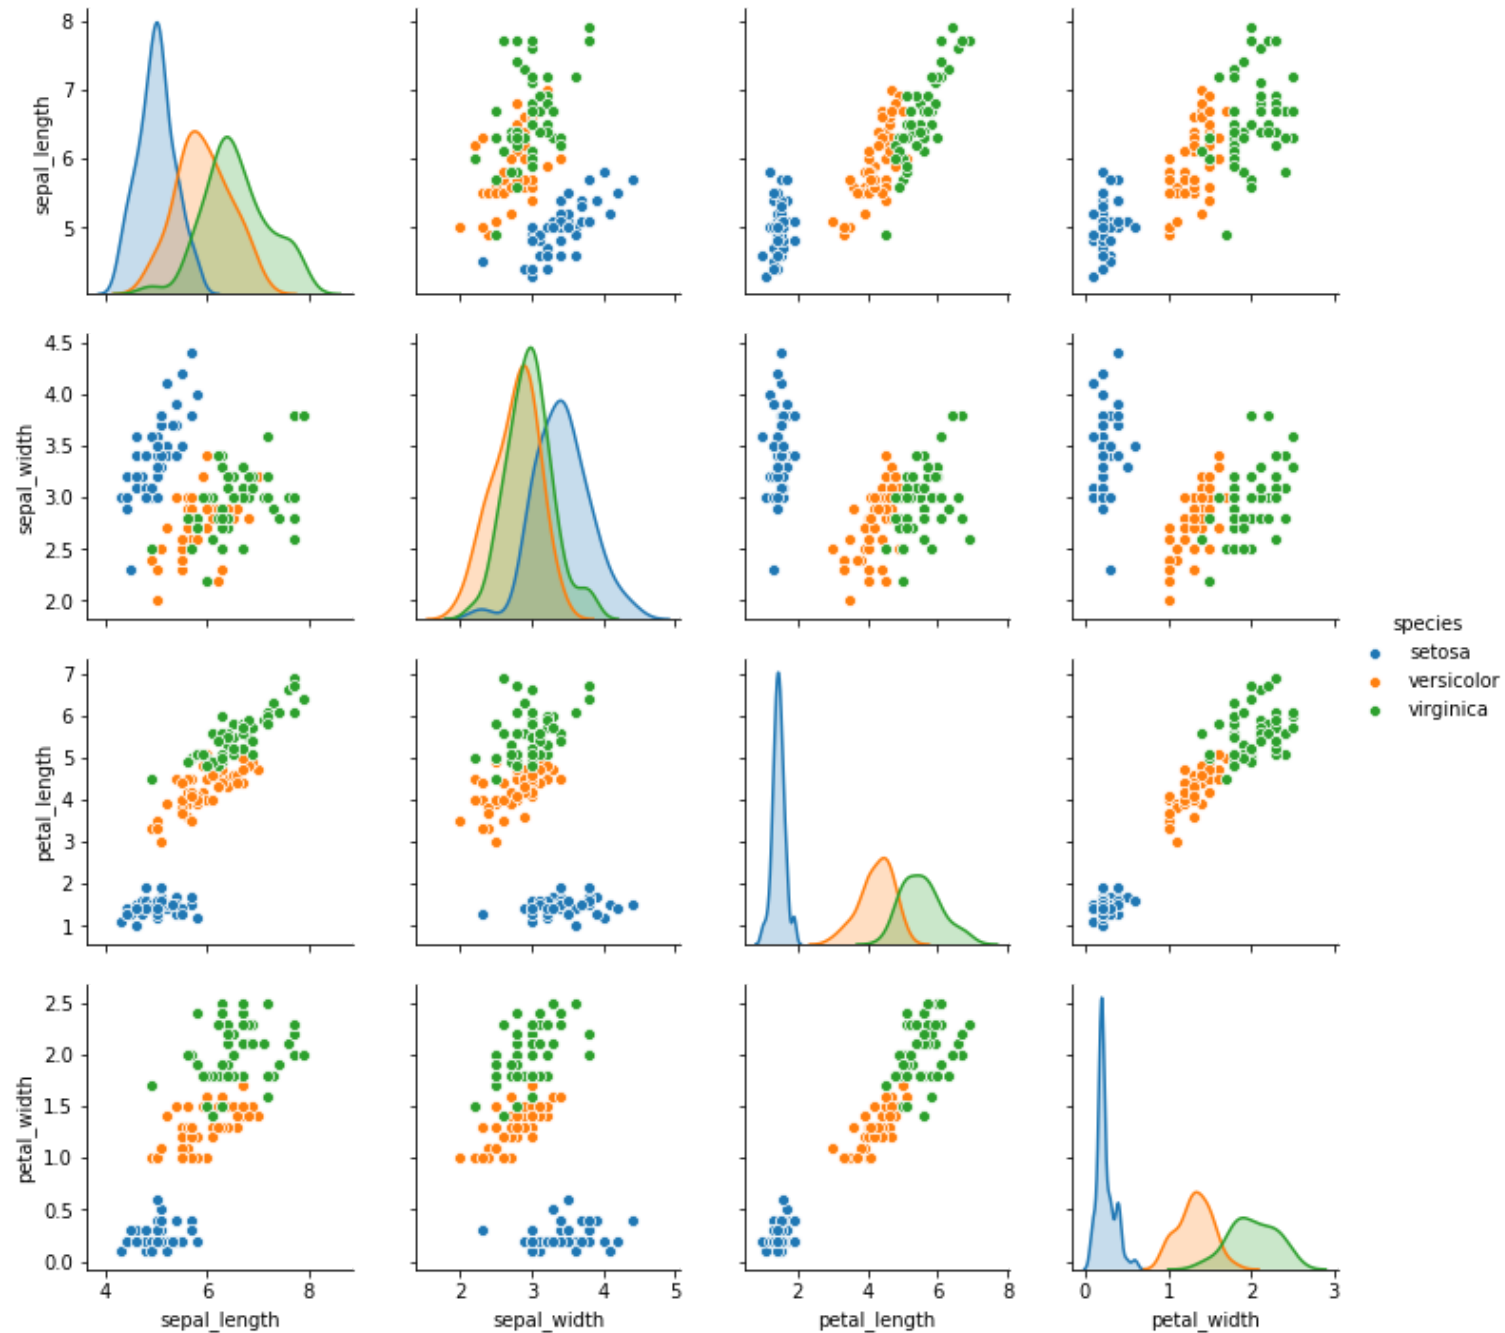 8
7
6
5
sepal_length
4.5
4.0
3.5
3.0
2.5
2.0
sepal_width
species
setosa
versicolor
virginica
7
6
5
4
3
2
1
petal_length
2.5
2.0
1.5
1.0
0.5
0.0
petal_width
4 6 8
2 3 4 5
2 4 6 8
0 1 2 3
sepal_length
sepal_width
petal_length
petal_width